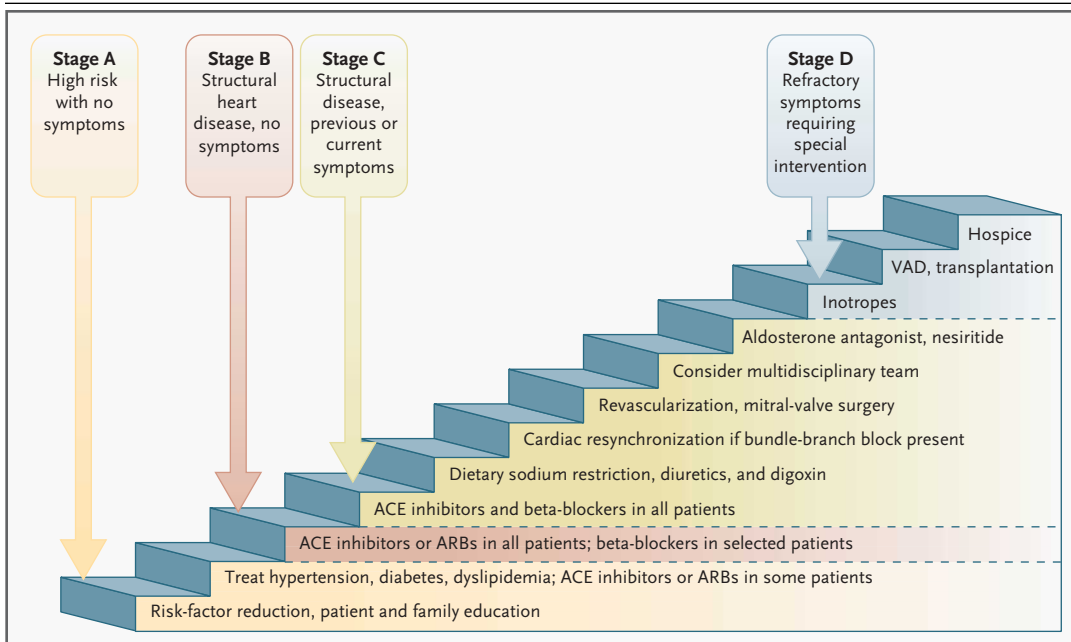 Stage A
High risk
with no
symptoms
Stage B
Structural
heart
disease, no
symptoms
Stage C
Structural
disease,
previous or
current
symptoms
Stage D
Refractory
symptoms
requiring
special
intervention
Hospice
VAD, transplantation
Inotropes
Aldosterone antagonist, nesiritide
Consider multidisciplinary team
Revascularization, mitral-valve surgery
Cardiac resynchronization if bundle-branch block present
Dietary sodium restriction, diuretics, and digoxin
ACE inhibitors and beta-blockers in all patients
ACE inhibitors or ARBs in all patients; beta-blockers in selected patients
Treat hypertension, diabetes, dyslipidemia; ACE inhibitors or ARBs in some patients
Risk-factor reduction, patient and family education